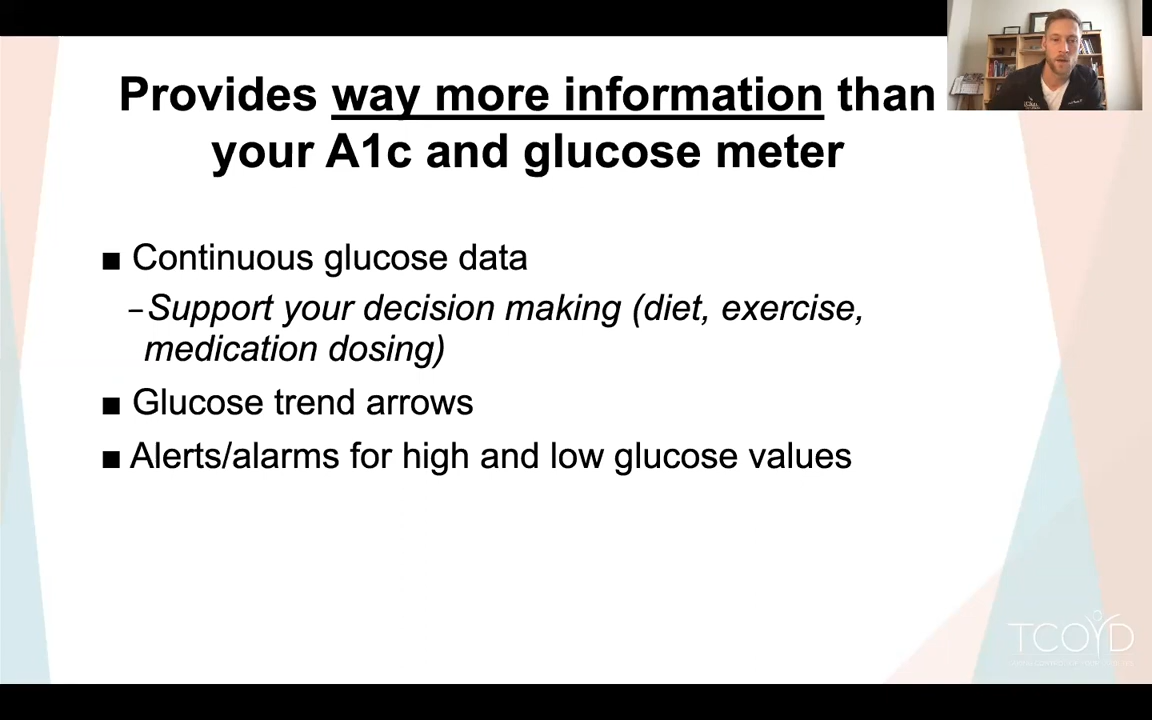 Provides way more information than
your A1c and glucose meter
■ Continuous glucose data
–Support your decision making (diet, exercise,
medication dosing)
■ Glucose trend arrows
■ Alerts/alarms for high and low glucose values
TCOYD